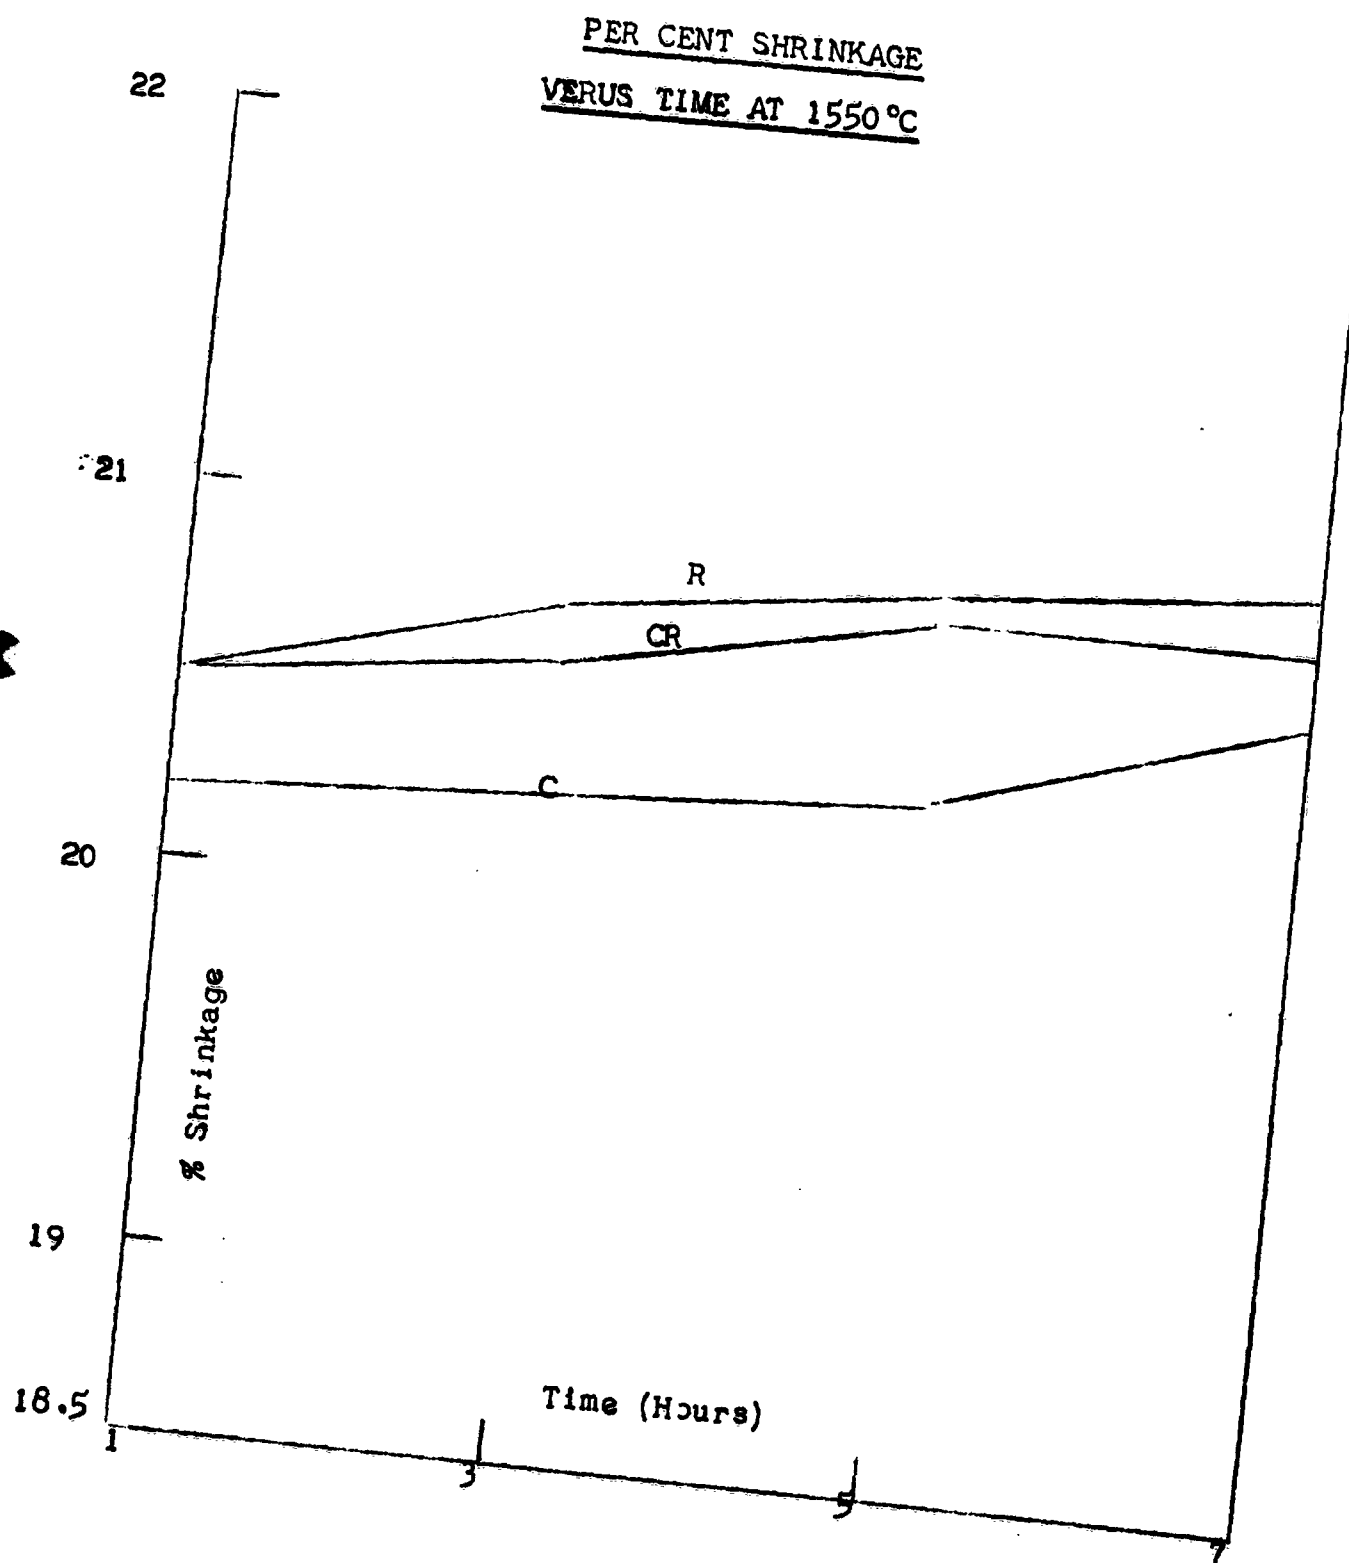 PER CENT SHRINKAGE
VERUS TIME AT 1550°C
22
21
R
CR
C
20
% Shrinkage
19
18.5
Time (Hours)
1
3
5
7